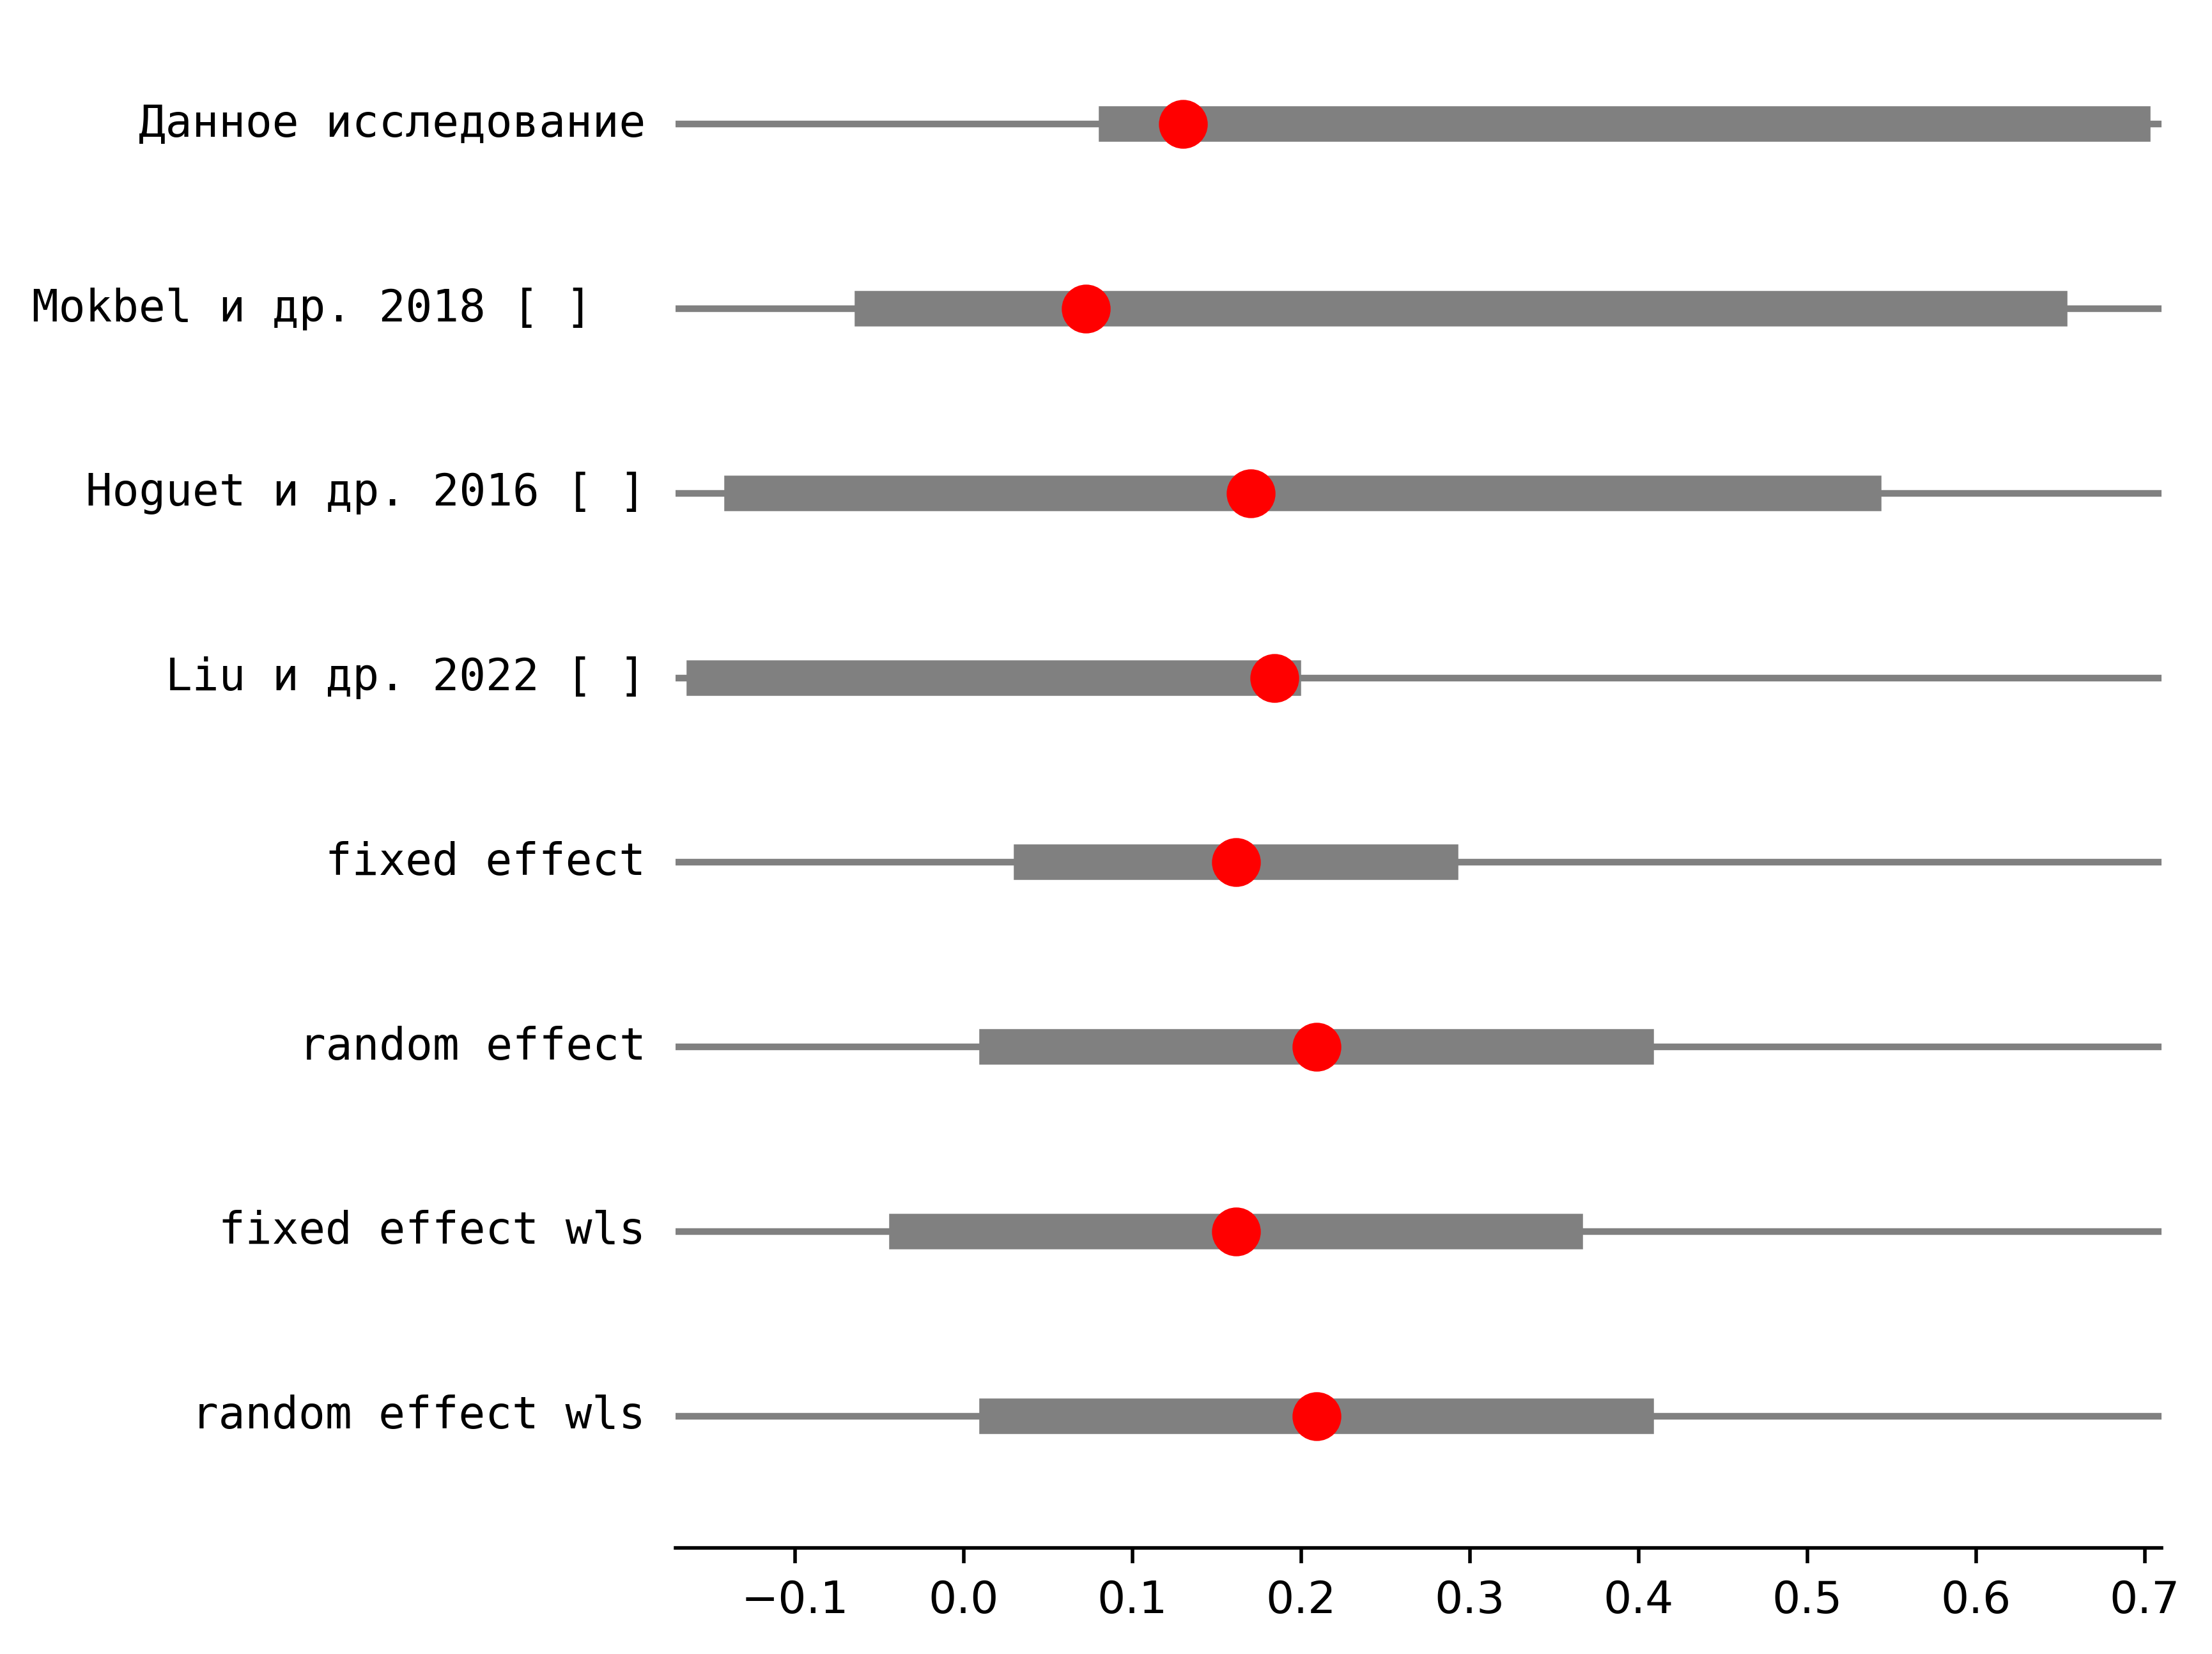 Данное исследование
Mokbel и др. 2018 [ ]
Hoguet и др. 2016 [ ]
Liu и др. 2022 [ ]
fixed effect
random effect
fixed effect wls
random effect wls
−0.1 0.0 0.1 0.2 0.3 0.4 0.5 0.6 0.7